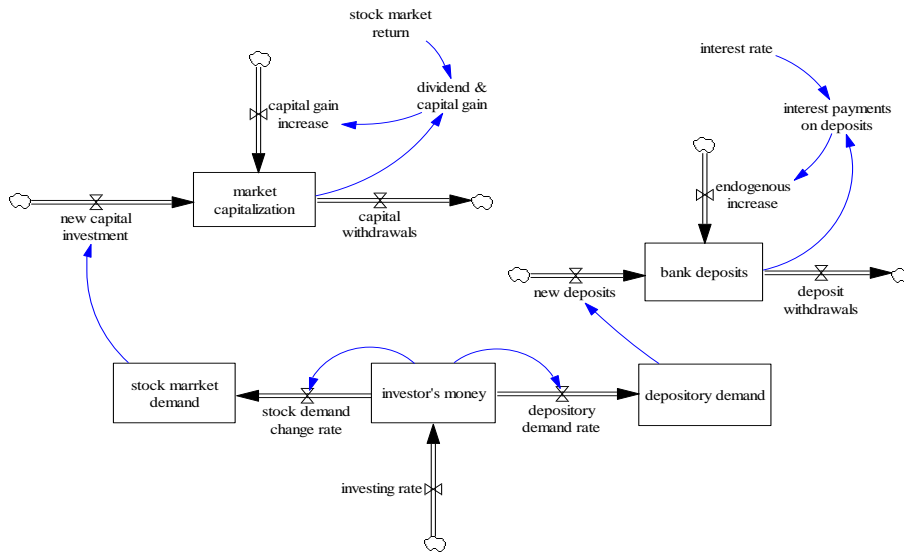 stock market
return
interest rate
dividend &
capital gain
capital gain
increase
interest payments
on deposits
market
capitalization
endogenous
increase
new capital
investment
capital
withdrawals
bank deposits
new deposits
deposit
withdrawals
stock marrket
demand
investor's money
depository demand
stock demand
change rate
depository
demand rate
investing rate